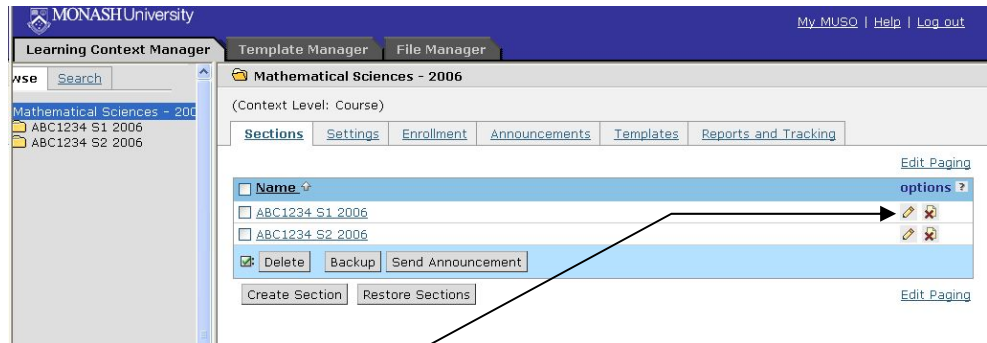 MONASH University
My MUSO | Help | Log out
Learning Context Manager Template Manager File Manager
wse Search
Mathematical Sciences - 200
ABC1234 S1 2006
ABC1234 S2 2006
Mathematical Sciences - 2006
(Context Level: Course)
Sections Settings Enrollment Announcements Templates Reports and Tracking
Edit Paging
Name options ?
ABC1234 S1 2006
ABC1234 S2 2006
Delete Backup Send Announcement
Create Section Restore Sections Edit Paging